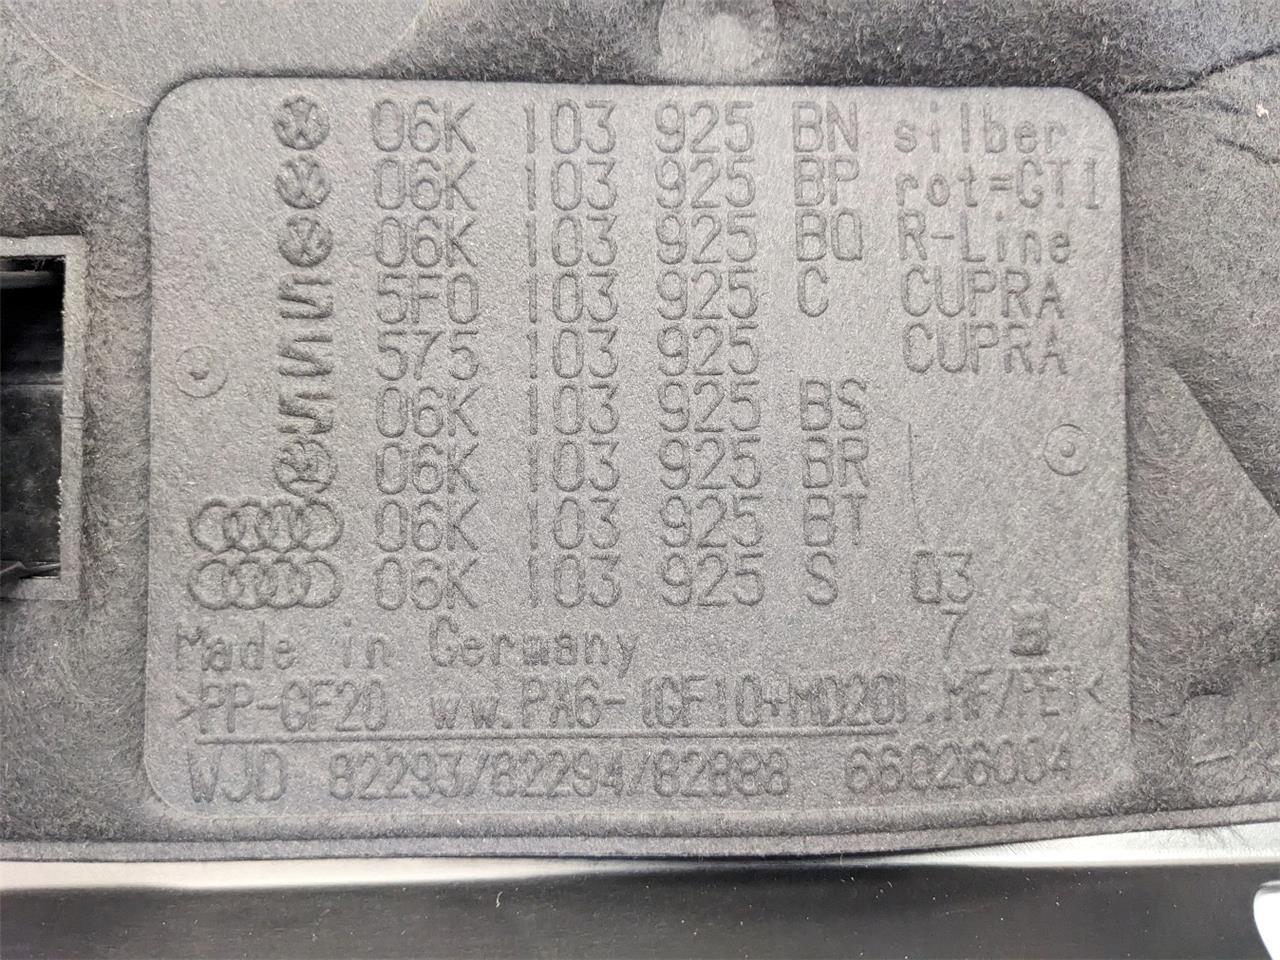 06K 103 925 BN silber
06K 103 925 BP rot=GTI
06K 103 925 BQ R-Line
5F0 103 925 C CUPRA
575 103 925 CUPRA
06K 103 925 BS
06K 103 925 BR
06K 103 925 BT
06K 103 925 S Q3
Made in Germany 7
>PP-GF20 ww.PA6-(GF10+MD20),MF/PET<
WJD 82293/82294/82888 66026004